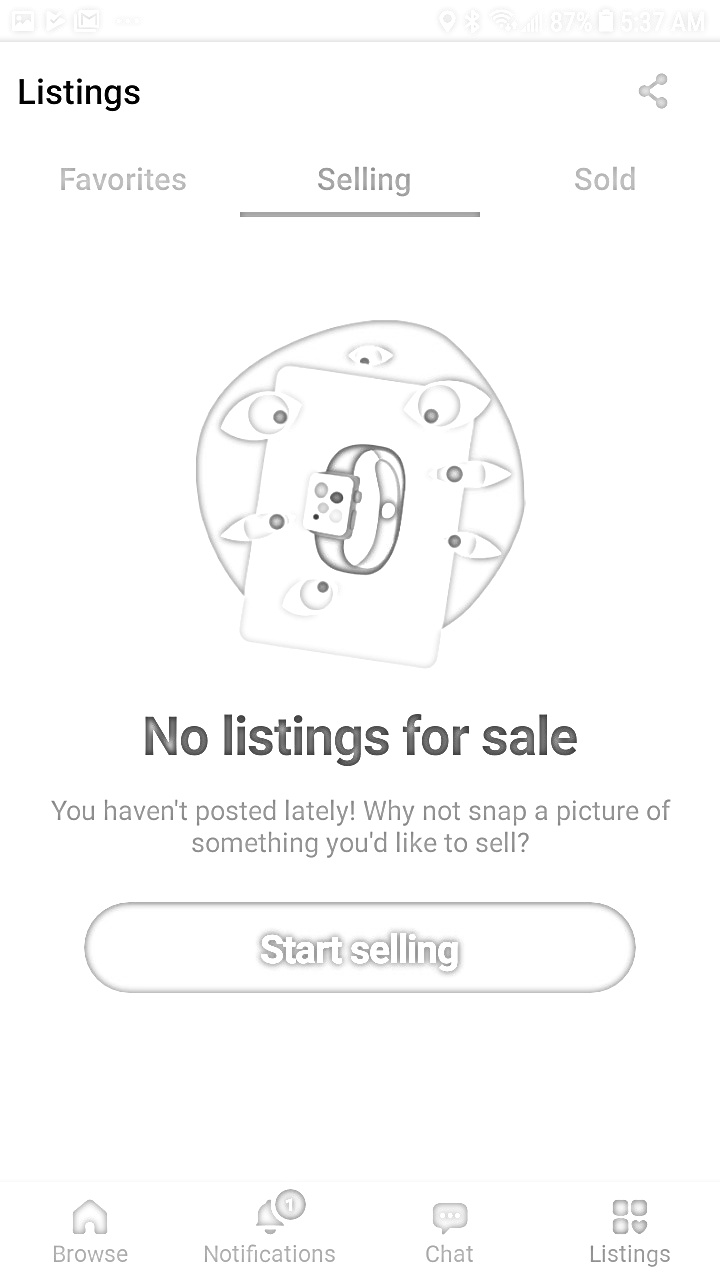 87% 5:37 AM
Listings
Favorites Selling Sold
No listings for sale
You haven't posted lately! Why not snap a picture of
something you'd like to sell?
Start selling
1
Browse Notifications Chat Listings